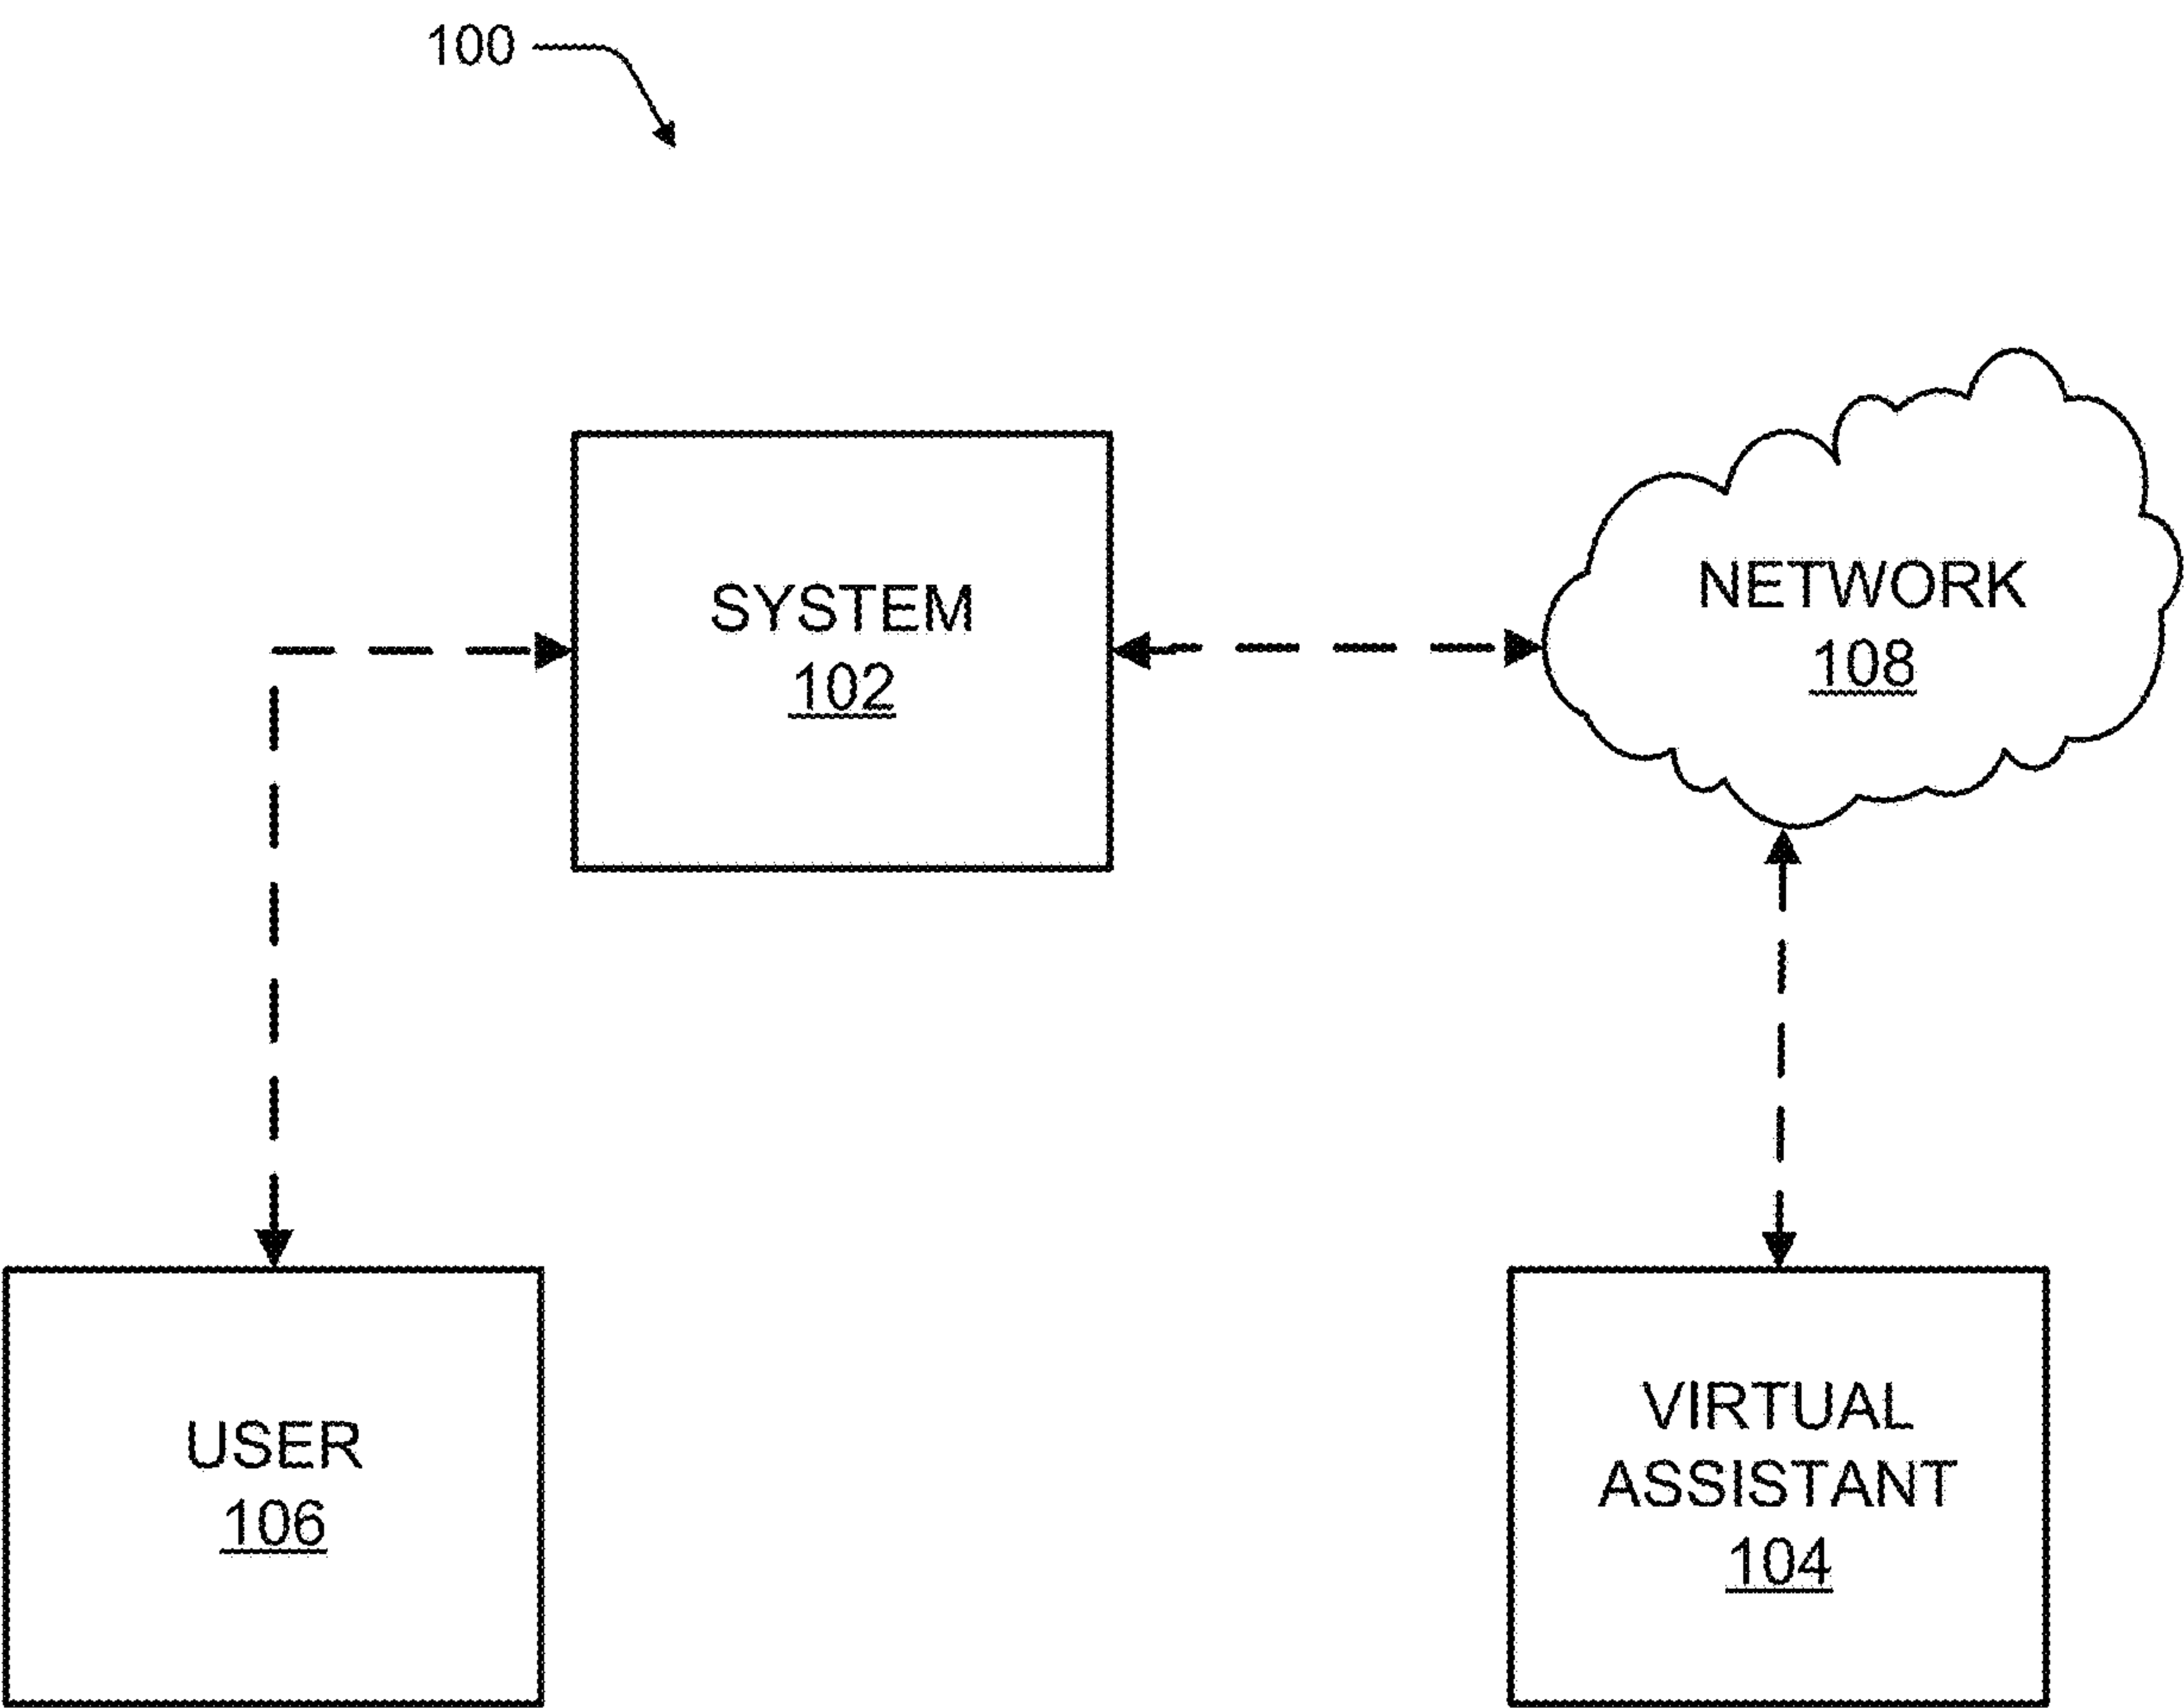 100
SYSTEM
102
NETWORK
108
USER
106
VIRTUAL
ASSISTANT
104